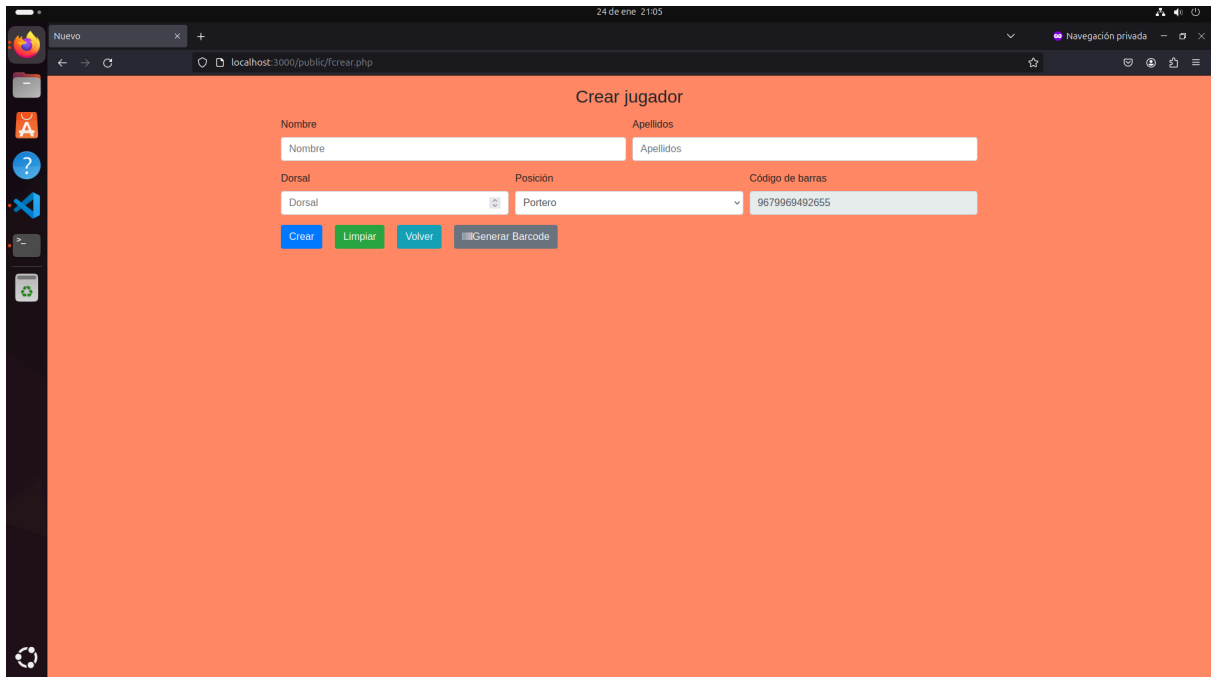 24 de ene 21:05
Nuevo
Navegación privada
localhost:3000/public/fcrear.php
Crear jugador
Nombre Apellidos
Nombre Apellidos
Dorsal Posición Código de barras
Dorsal Portero 9679969492655
Crear Limpiar Volver Generar Barcode